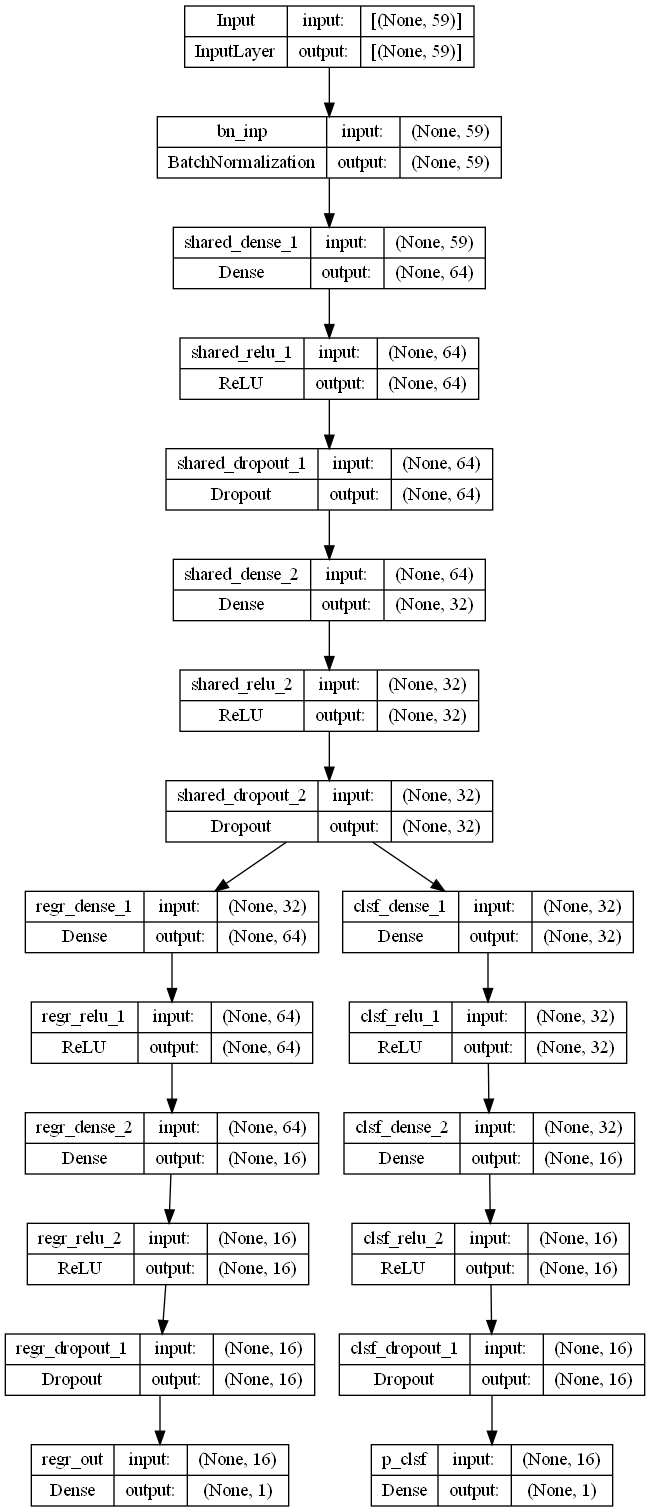 Input input: [(None, 59)]
InputLayer output: [(None, 59)]
bn_inp input: (None, 59)
BatchNormalization output: (None, 59)
shared_dense_1 input: (None, 59)
Dense output: (None, 64)
shared_relu_1 input: (None, 64)
ReLU output: (None, 64)
shared_dropout_1 input: (None, 64)
Dropout output: (None, 64)
shared_dense_2 input: (None, 64)
Dense output: (None, 32)
shared_relu_2 input: (None, 32)
ReLU output: (None, 32)
shared_dropout_2 input: (None, 32)
Dropout output: (None, 32)
regr_dense_1 input: (None, 32)
Dense output: (None, 64)
clsf_dense_1 input: (None, 32)
Dense output: (None, 32)
regr_relu_1 input: (None, 64)
ReLU output: (None, 64)
clsf_relu_1 input: (None, 32)
ReLU output: (None, 32)
regr_dense_2 input: (None, 64)
Dense output: (None, 16)
clsf_dense_2 input: (None, 32)
Dense output: (None, 16)
regr_relu_2 input: (None, 16)
ReLU output: (None, 16)
clsf_relu_2 input: (None, 16)
ReLU output: (None, 16)
regr_dropout_1 input: (None, 16)
Dropout output: (None, 16)
clsf_dropout_1 input: (None, 16)
Dropout output: (None, 16)
regr_out input: (None, 16)
Dense output: (None, 1)
p_clsf input: (None, 16)
Dense output: (None, 1)